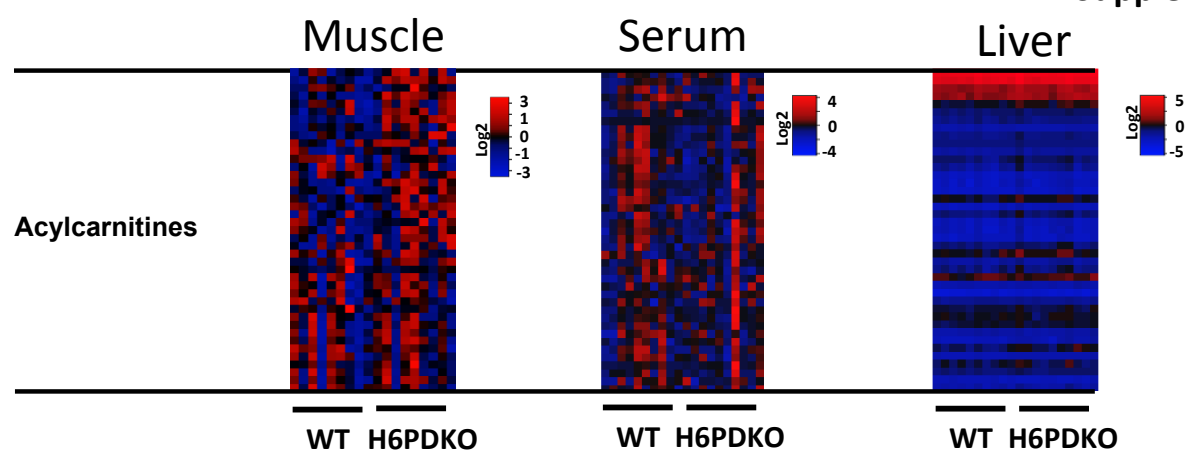 Muscle
Serum
Liver
Log2
3
1
0
-1
-3
Log2
4
0
-4
Log2
5
0
-5
Acylcarnitines
WT H6PDKO
WT H6PDKO
WT H6PDKO